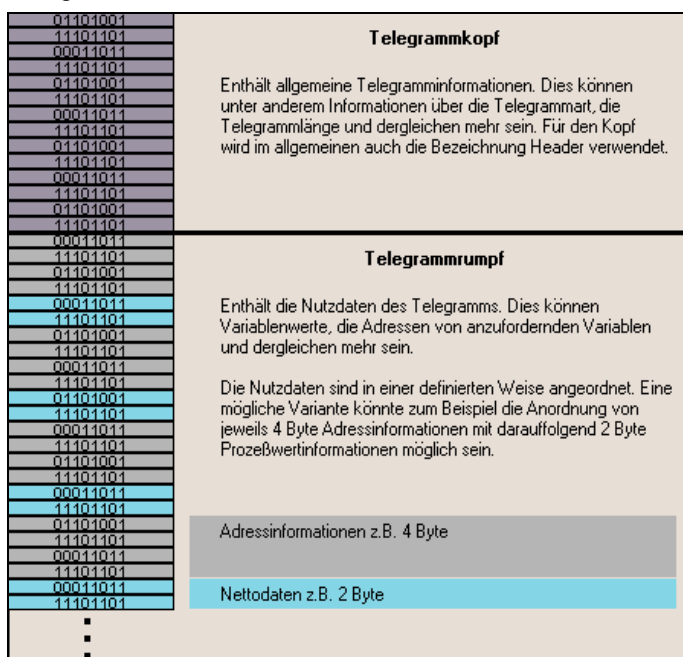 01101001
11101101
00011011
11101101
01101001
11101101
00011011
11101101
01101001
11101101
00011011
11101101
01101001
11101101
Telegrammkopf
Enthält allgemeine Telegramminformationen. Dies können
unter anderem Informationen über die Telegrammart, die
Telegrammlänge und dergleichen mehr sein. Für den Kopf
wird im allgemeinen auch die Bezeichnung Header verwendet.
00011011
11101101
01101001
11101101
00011011
11101101
01101001
11101101
00011011
11101101
01101001
11101101
00011011
11101101
01101001
11101101
00011011
11101101
01101001
11101101
00011011
11101101
00011011
11101101
Telegrammrumpf
Enthält die Nutzdaten des Telegramms. Dies können
Variablenwerte, die Adressen von anzufordernden Variablen
und dergleichen mehr sein.
Die Nutzdaten sind in einer definierten Weise angeordnet. Eine
mögliche Variante könnte zum Beispiel die Anordnung von
jeweils 4 Byte Adressinformationen mit darauffolgend 2 Byte
Prozeßwertinformationen möglich sein.
Adressinformationen z.B. 4 Byte
Nettodaten z.B. 2 Byte